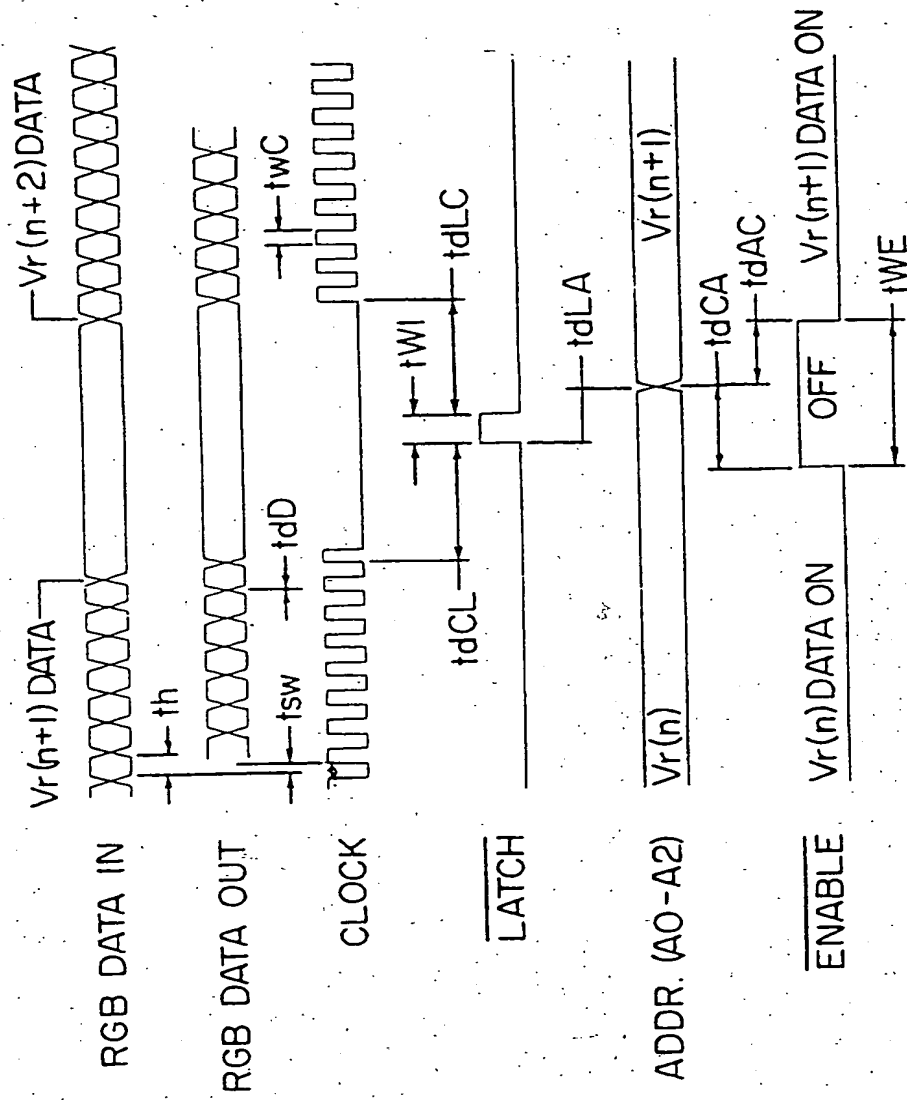 Vr(n+1)DATA
Vr(n+2)DATA
RGB DATA IN
th
RGB DATA OUT
tsw
tdD
twC
CLOCK
tdCL
tWI
tdLC
LATCH
tdLA
ADDR. (A0-A2)
Vr(n)
Vr(n+1)
tdCA
tdAC
ENABLE
Vr(n)DATA ON
OFF
Vr(n+1)DATA ON
tWE